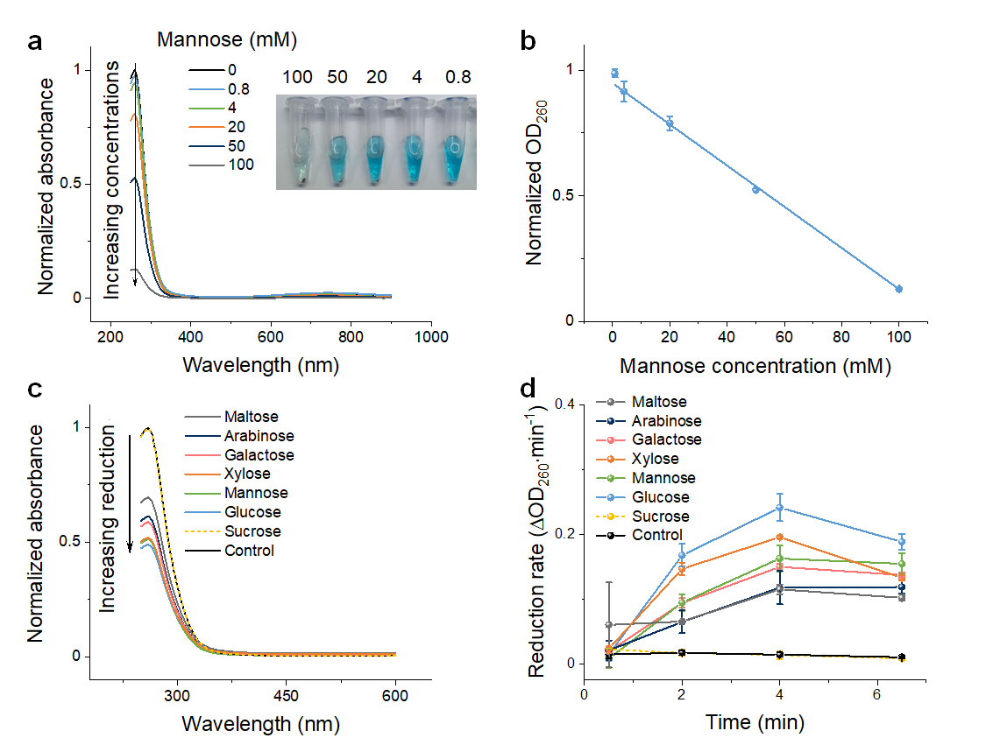 a
Mannose (mM)
Normalized absorbance
Increasing concentrations
1
0.5
0
0
0.8
4
20
50
100
100 50 20 4 0.8
200 400 600 800 1000
Wavelength (nm)
b
Normalized OD260
1
0.5
0
0 20 40 60 80 100
Mannose concentration (mM)
c
Normalized absorbance
Increasing reduction
1
0.5
0
Maltose
Arabinose
Galactose
Xylose
Mannose
Glucose
Sucrose
Control
300 450 600
Wavelength (nm)
d
Reduction rate (ΔOD260·min-1)
0.4
0.2
0
Maltose
Arabinose
Galactose
Xylose
Mannose
Glucose
Sucrose
Control
0 2 4 6
Time (min)